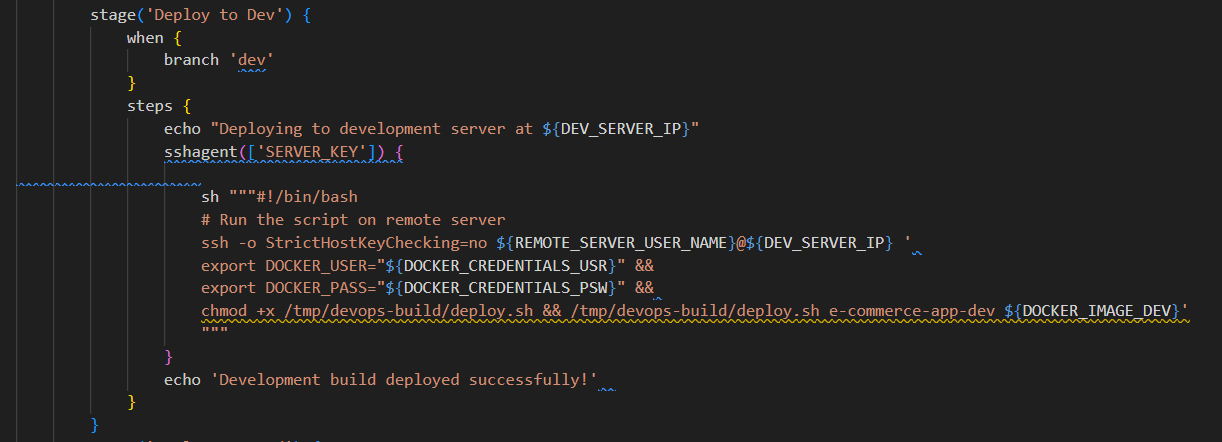 stage('Deploy to Dev') {
when {
branch 'dev'
}
steps {
echo "Deploying to development server at ${DEV_SERVER_IP}"
sshagent(['SERVER_KEY']) {
sh """#!/bin/bash
# Run the script on remote server
ssh -o StrictHostKeyChecking=no ${REMOTE_SERVER_USER_NAME}@${DEV_SERVER_IP} '
export DOCKER_USER="${DOCKER_CREDENTIALS_USR}" &&
export DOCKER_PASS="${DOCKER_CREDENTIALS_PSW}" &&
chmod +x /tmp/devops-build/deploy.sh && /tmp/devops-build/deploy.sh e-commerce-app-dev ${DOCKER_IMAGE_DEV}'
"""
}
echo 'Development build deployed successfully!'
}
}